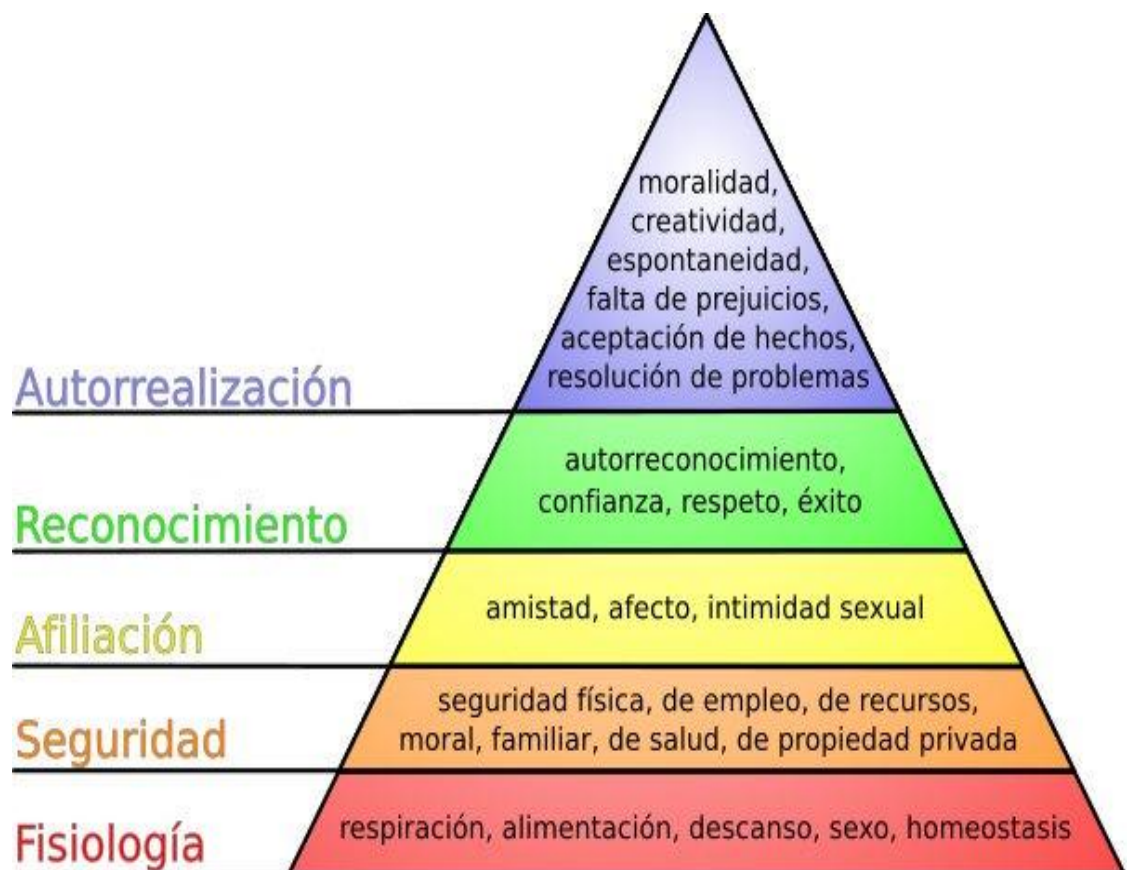 moralidad,
creatividad,
espontaneidad,
falta de prejuicios,
aceptación de hechos,
resolución de problemas
Autorrealización
autorreconocimiento,
confianza, respeto, éxito
Reconocimiento
amistad, afecto, intimidad sexual
Afiliación
seguridad física, de empleo, de recursos,
moral, familiar, de salud, de propiedad privada
Seguridad
respiración, alimentación, descanso, sexo, homeostasis
Fisiología